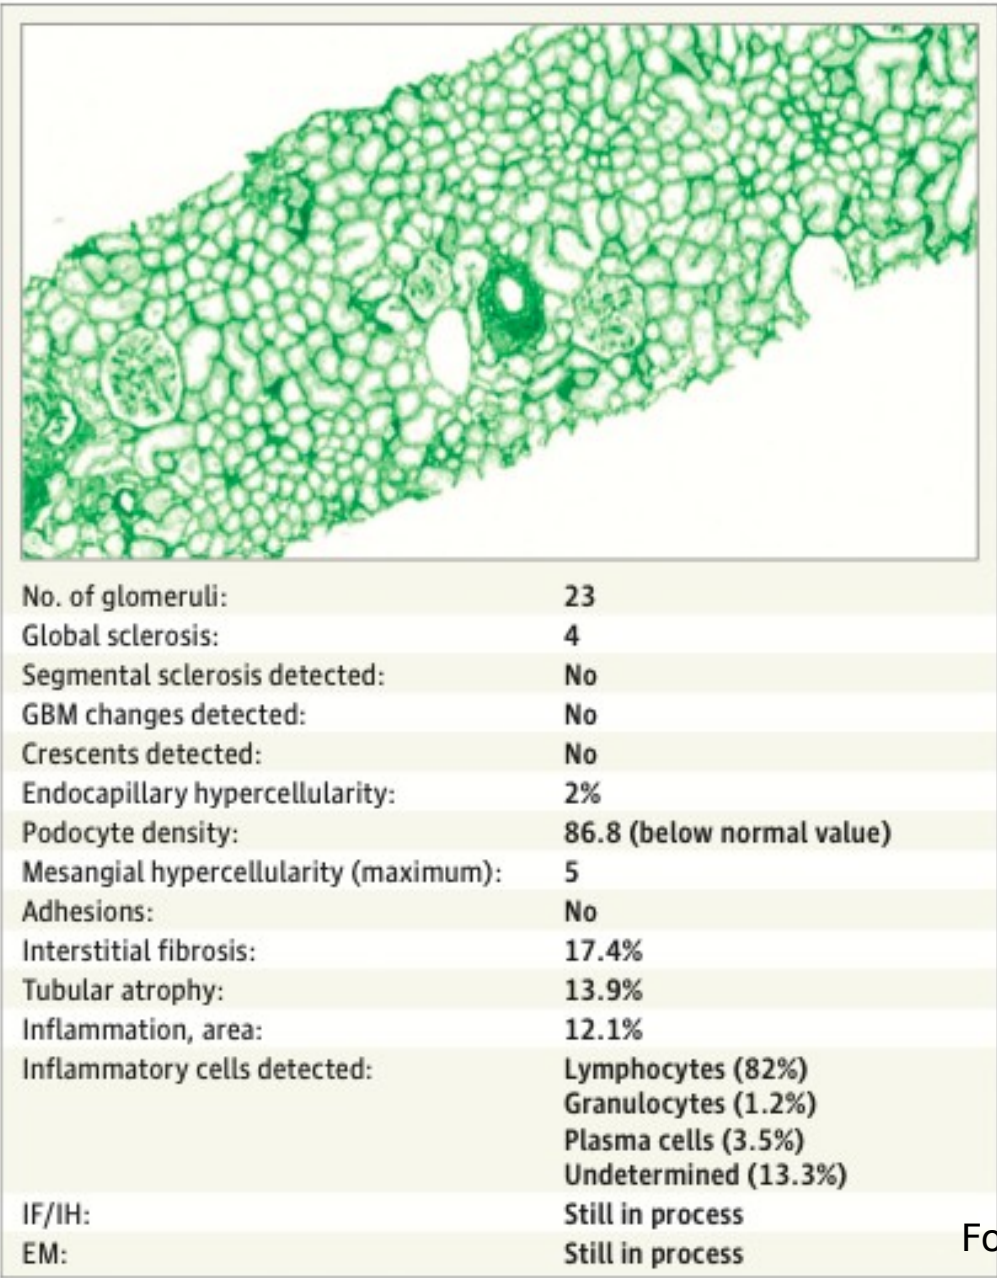 No. of glomeruli: 23
Global sclerosis: 4
Segmental sclerosis detected: No
GBM changes detected: No
Crescents detected: No
Endocapillary hypercellularity: 2%
Podocyte density: 86.8 (below normal value)
Mesangial hypercellularity (maximum): 5
Adhesions: No
Interstitial fibrosis: 17.4%
Tubular atrophy: 13.9%
Inflammation, area: 12.1%
Inflammatory cells detected: Lymphocytes (82%)
Granulocytes (1.2%)
Plasma cells (3.5%)
Undetermined (13.3%)
IF/IH: Still in process
Fo
EM: Still in process